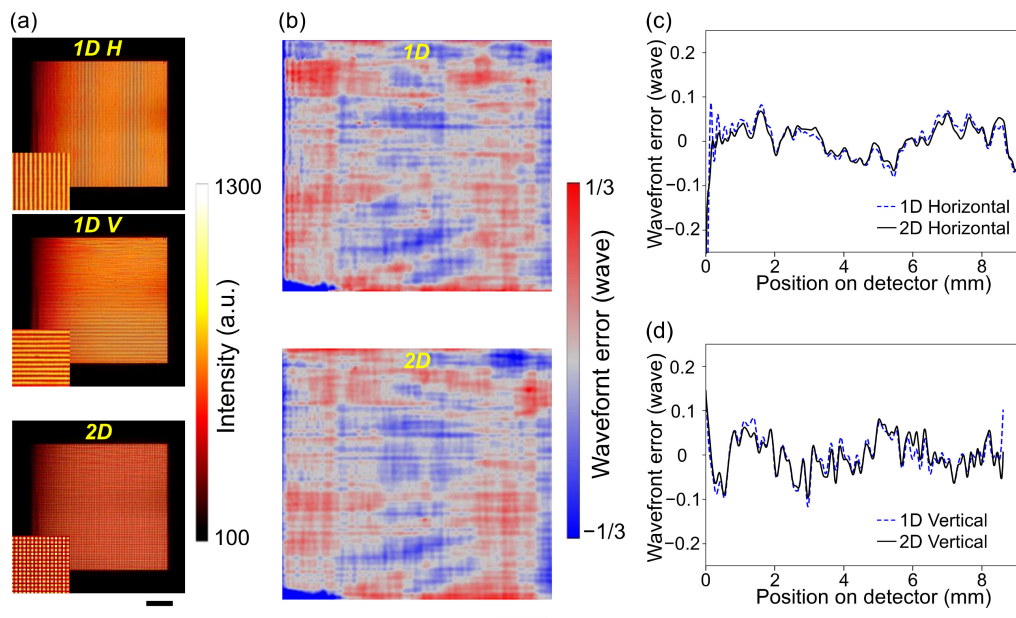 (a)
1D H
1D V
2D
1300
Intensity (a.u.)
100
(b)
1D
2D
1/3
Wavefornt error (wave)
−1/3
(c)
Wavefront error (wave)
0.2
0.1
0
−0.1
−0.2
1D Horizontal
2D Horizontal
0 2 4 6 8
Position on detector (mm)
(d)
Wavefront error (wave)
0.2
0.1
0
−0.1
−0.2
1D Vertical
2D Vertical
0 2 4 6 8
Position on detector (mm)